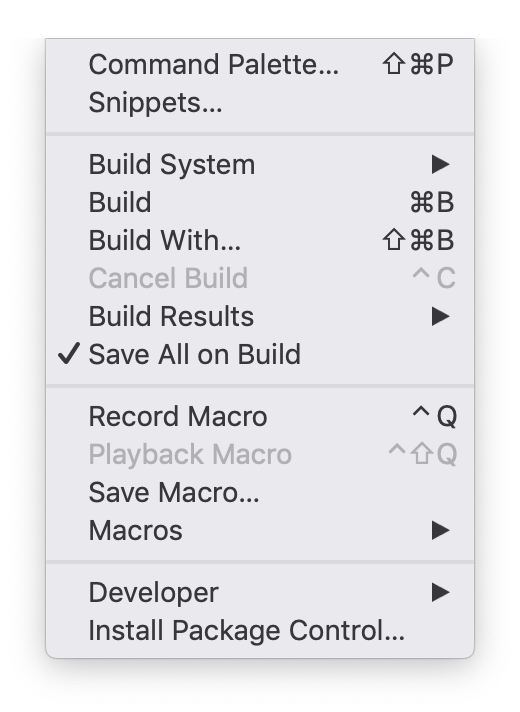 Command Palette... ⇧⌘P
Snippets...
Build System ▶
Build ⌘B
Build With... ⇧⌘B
Cancel Build ^C
Build Results ▶
✓ Save All on Build
Record Macro ^Q
Playback Macro ^⇧Q
Save Macro...
Macros ▶
Developer ▶
Install Package Control...